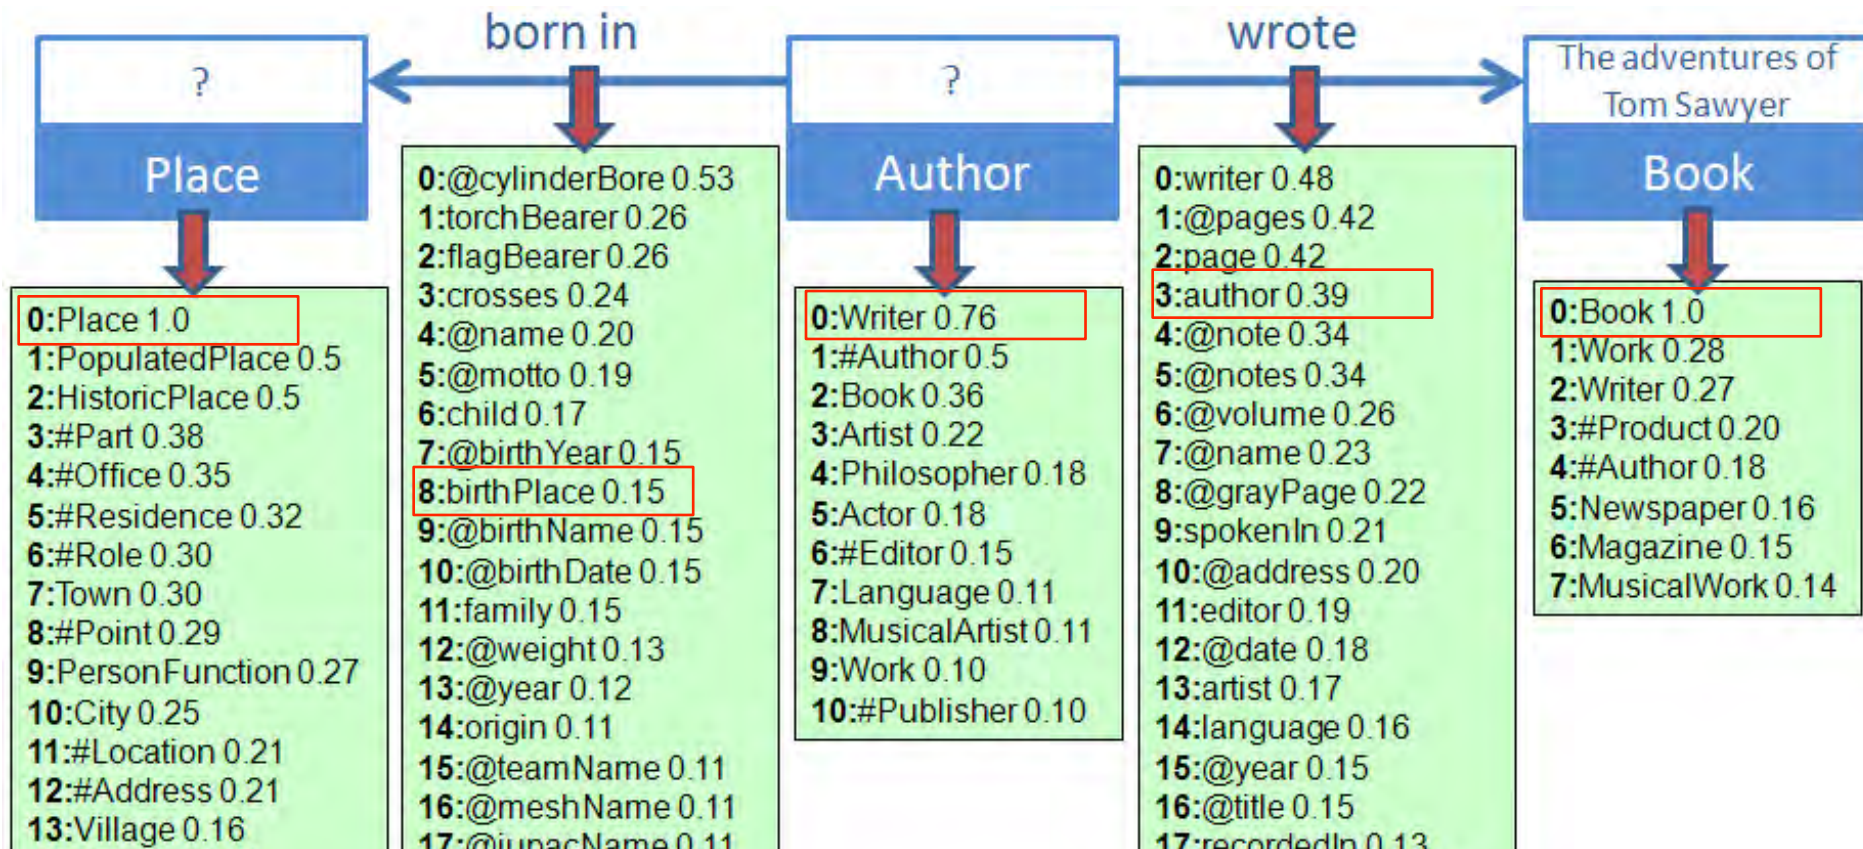 born in
wrote
?
?
The adventures of
Tom Sawyer
Place
Author
Book
0:Place 1.0
1:PopulatedPlace 0.5
2:HistoricPlace 0.5
3:#Part 0.38
4:#Office 0.35
5:#Residence 0.32
6:#Role 0.30
7:Town 0.30
8:#Point 0.29
9:PersonFunction 0.27
10:City 0.25
11:#Location 0.21
12:#Address 0.21
13:Village 0.16
0:@cylinderBore 0.53
1:torchBearer 0.26
2:flagBearer 0.26
3:crosses 0.24
4:@name 0.20
5:@motto 0.19
6:child 0.17
7:@birthYear 0.15
8:birthPlace 0.15
9:@birthName 0.15
10:@birthDate 0.15
11:family 0.15
12:@weight 0.13
13:@year 0.12
14:origin 0.11
15:@teamName 0.11
16:@meshName 0.11
17:@iupacName 0.11
0:Writer 0.76
1:#Author 0.5
2:Book 0.36
3:Artist 0.22
4:Philosopher 0.18
5:Actor 0.18
6:#Editor 0.15
7:Language 0.11
8:MusicalArtist 0.11
9:Work 0.10
10:#Publisher 0.10
0:writer 0.48
1:@pages 0.42
2:page 0.42
3:author 0.39
4:@note 0.34
5:@notes 0.34
6:@volume 0.26
7:@name 0.23
8:@grayPage 0.22
9:spokenIn 0.21
10:@address 0.20
11:editor 0.19
12:@date 0.18
13:artist 0.17
14:language 0.16
15:@year 0.15
16:@title 0.15
17:recordedIn 0.13
0:Book 1.0
1:Work 0.28
2:Writer 0.27
3:#Product 0.20
4:#Author 0.18
5:Newspaper 0.16
6:Magazine 0.15
7:MusicalWork 0.14